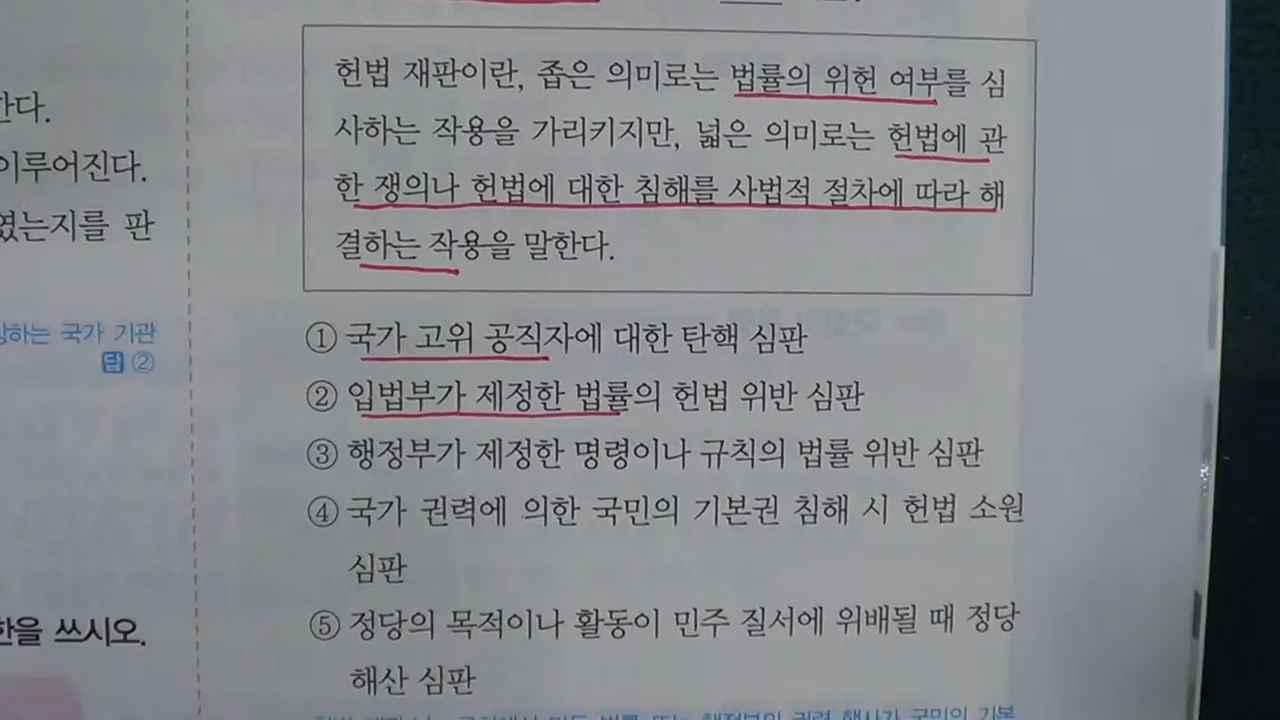 한다.
이루어진다.
였는지를 판
하는 국가 기관
답 ②
한을 쓰시오.
헌법 재판이란, 좁은 의미로는 법률의 위헌 여부를 심
사하는 작용을 가리키지만, 넓은 의미로는 헌법에 관
한 쟁의나 헌법에 대한 침해를 사법적 절차에 따라 해
결하는 작용을 말한다.
① 국가 고위 공직자에 대한 탄핵 심판
② 입법부가 제정한 법률의 헌법 위반 심판
③ 행정부가 제정한 명령이나 규칙의 법률 위반 심판
④ 국가 권력에 의한 국민의 기본권 침해 시 헌법 소원
심판
⑤ 정당의 목적이나 활동이 민주 질서에 위배될 때 정당
해산 심판